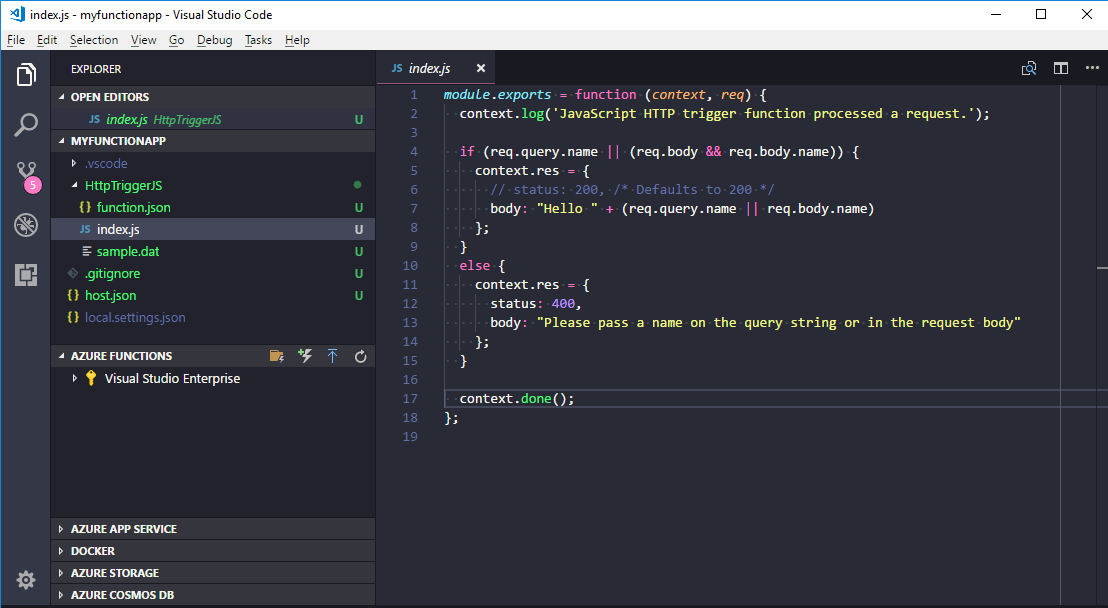 index.js - myfunctionapp - Visual Studio Code
File Edit Selection View Go Debug Tasks Help
EXPLORER
OPEN EDITORS
JS index.js HttpTriggerJS U
MYFUNCTIONAPP
.vscode
HttpTriggerJS
{} function.json U
JS index.js U
sample.dat U
.gitignore U
{} host.json U
{} local.settings.json
5
AZURE FUNCTIONS
Visual Studio Enterprise
AZURE APP SERVICE
DOCKER
AZURE STORAGE
AZURE COSMOS DB
JS index.js
1 module.exports = function (context, req) {
2   context.log('JavaScript HTTP trigger function processed a request.');
3
4   if (req.query.name || (req.body && req.body.name)) {
5     context.res = {
6       // status: 200, /* Defaults to 200 */
7       body: "Hello " + (req.query.name || req.body.name)
8     };
9   }
10   else {
11     context.res = {
12       status: 400,
13       body: "Please pass a name on the query string or in the request body"
14     };
15   }
16
17   context.done();
18 };
19